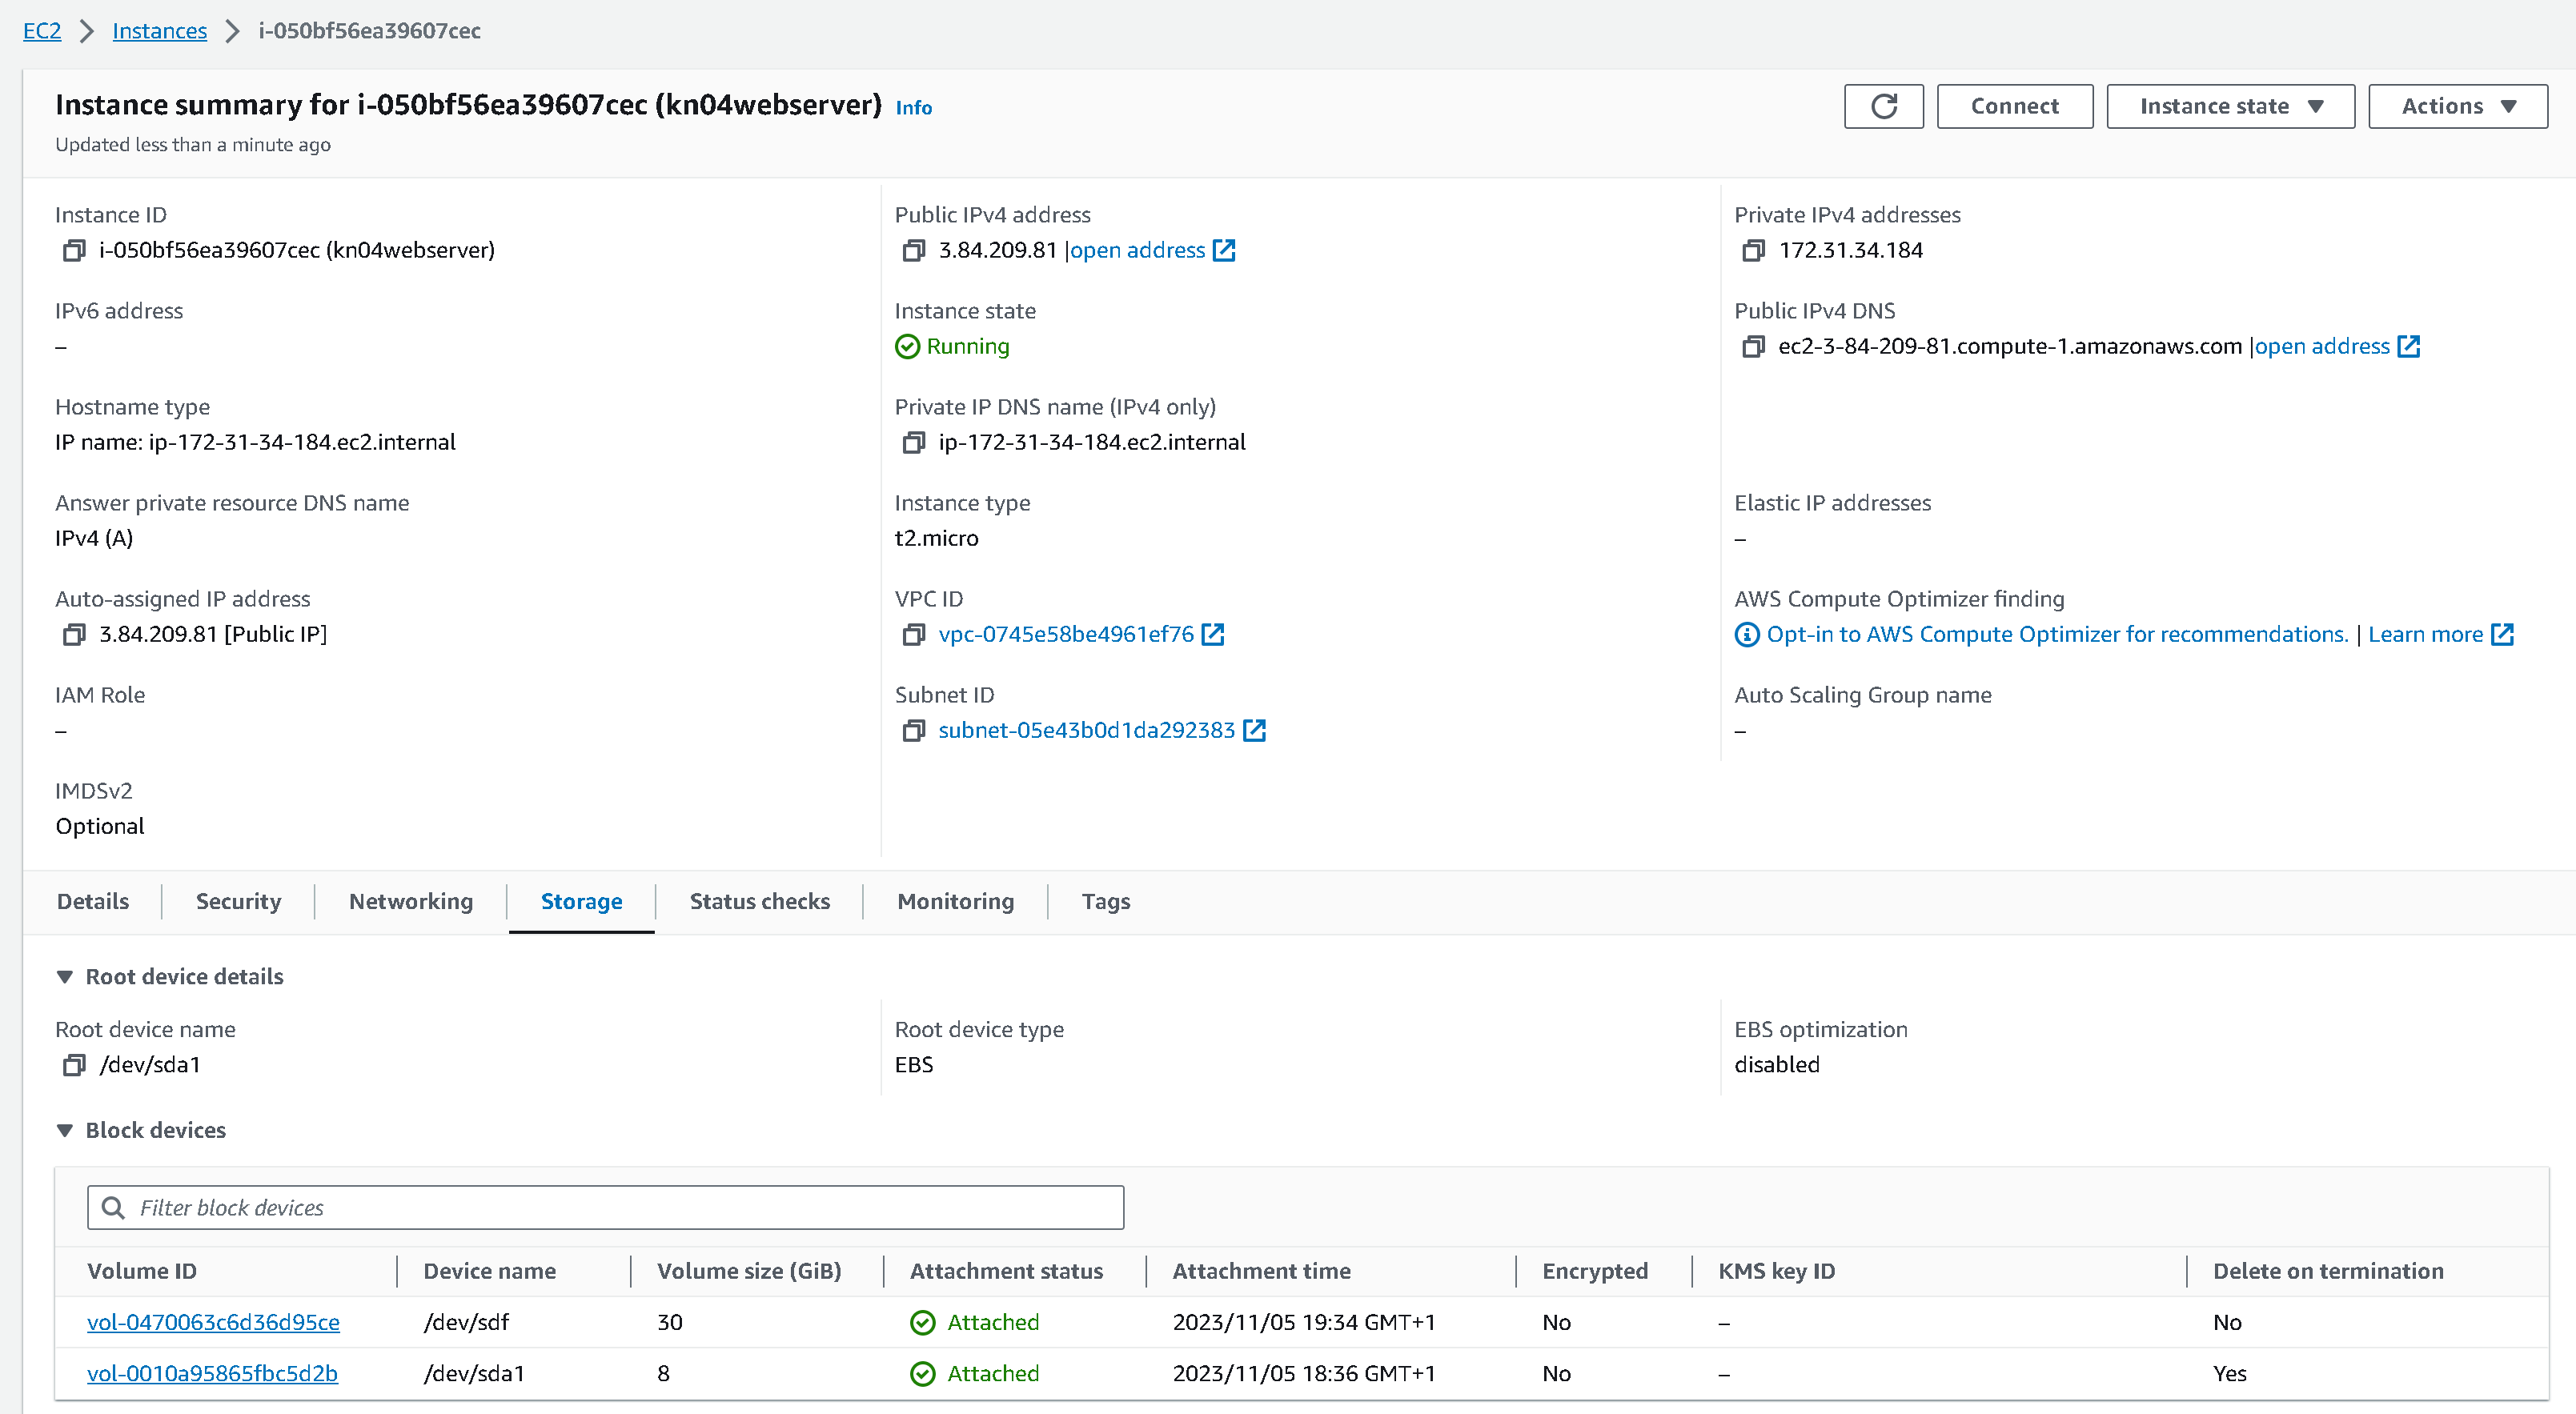 EC2 > Instances > i-050bf56ea39607cec
Instance summary for i-050bf56ea39607cec (kn04webserver) Info
Updated less than a minute ago
Connect
Instance state
Actions
Instance ID
i-050bf56ea39607cec (kn04webserver)
Public IPv4 address
3.84.209.81 |open address
Private IPv4 addresses
172.31.34.184
IPv6 address
–
Instance state
Running
Public IPv4 DNS
ec2-3-84-209-81.compute-1.amazonaws.com |open address
Hostname type
IP name: ip-172-31-34-184.ec2.internal
Private IP DNS name (IPv4 only)
ip-172-31-34-184.ec2.internal
Answer private resource DNS name
IPv4 (A)
Instance type
t2.micro
Elastic IP addresses
–
Auto-assigned IP address
3.84.209.81 [Public IP]
VPC ID
vpc-0745e58be4961ef76
AWS Compute Optimizer finding
Opt-in to AWS Compute Optimizer for recommendations. | Learn more
IAM Role
–
Subnet ID
subnet-05e43b0d1da292383
Auto Scaling Group name
–
IMDSv2
Optional
Details Security Networking Storage Status checks Monitoring Tags
Root device details
Root device name
/dev/sda1
Root device type
EBS
EBS optimization
disabled
Block devices
Filter block devices
Volume ID Device name Volume size (GiB) Attachment status Attachment time Encrypted KMS key ID Delete on termination
vol-0470063c6d36d95ce /dev/sdf 30 Attached 2023/11/05 19:34 GMT+1 No – No
vol-0010a95865fbc5d2b /dev/sda1 8 Attached 2023/11/05 18:36 GMT+1 No – Yes